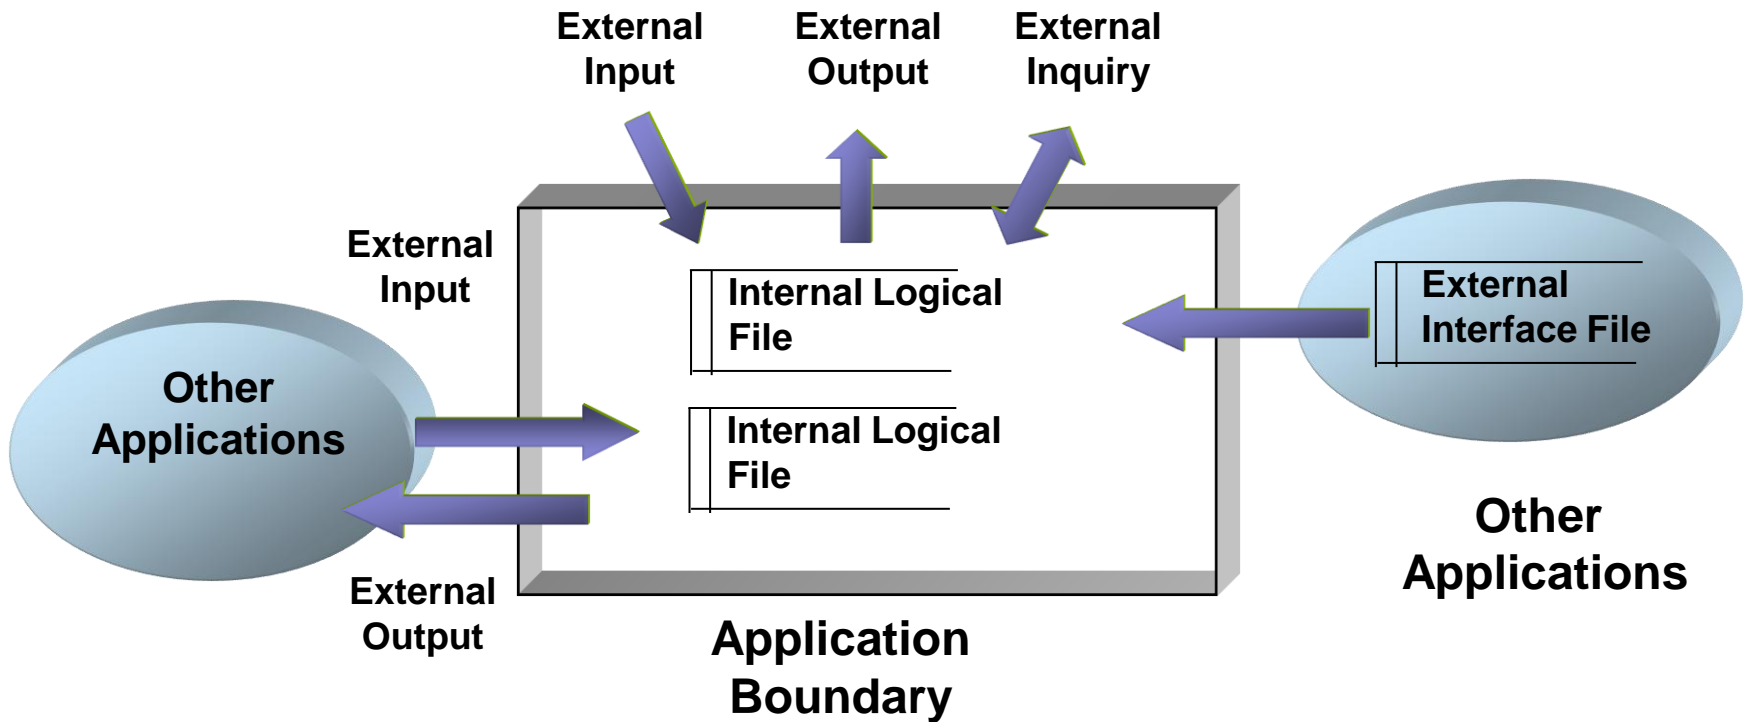 External
Input
External
Output
External
Inquiry
External
Input
Internal Logical
File
External
Interface File
Other
Applications
Internal Logical
File
Other
Applications
External
Output
Application
Boundary